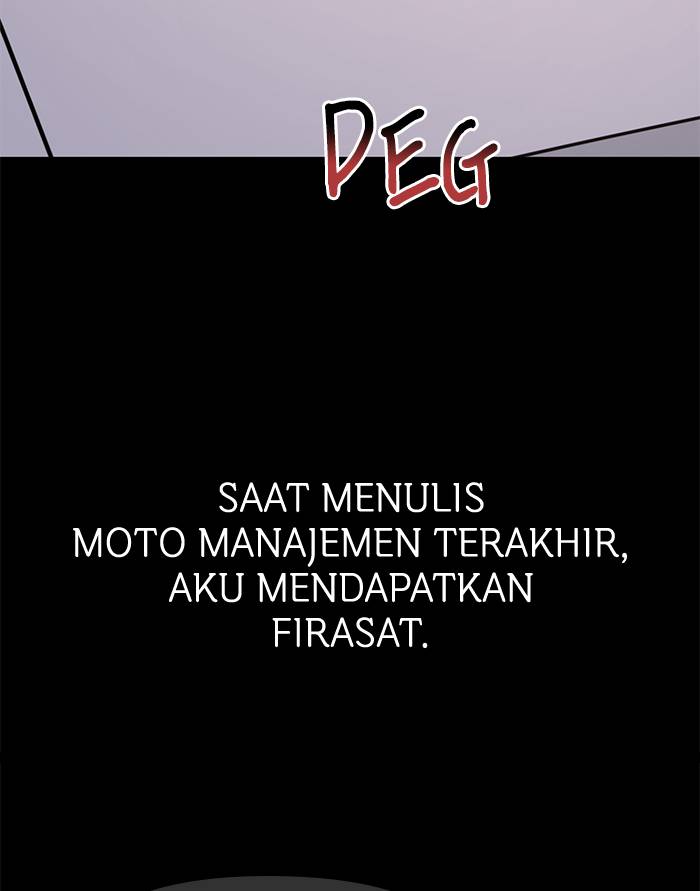 DEG
SAAT MENULIS
MOTO MANAJEMEN TERAKHIR,
AKU MENDAPATKAN
FIRASAT.